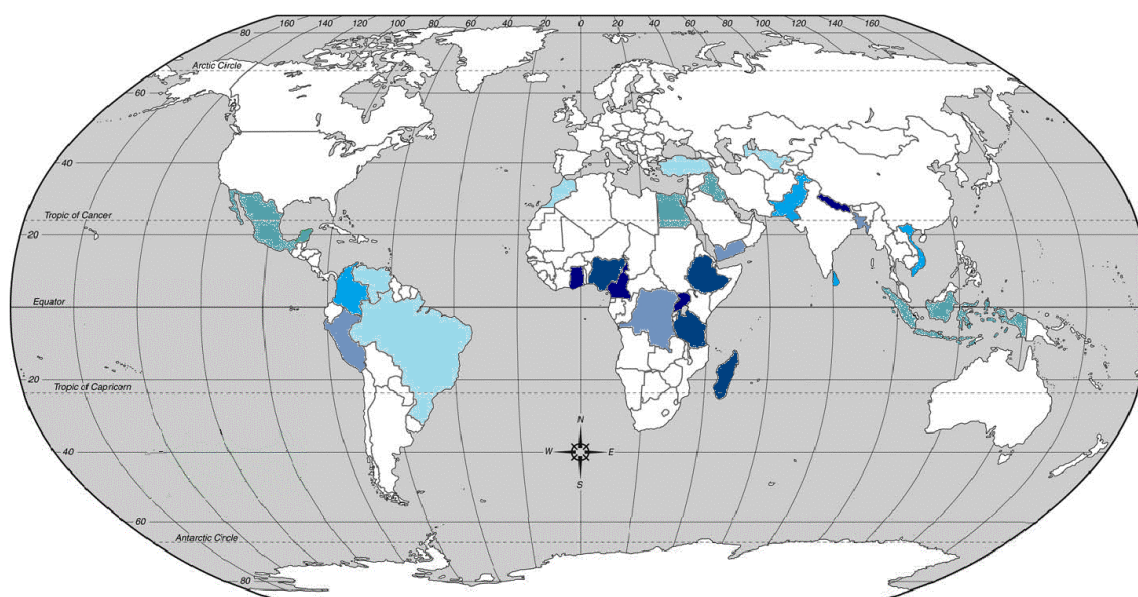 160 140 120 100 80 60 40 20 0 20 40 60 80 100 120 140 160
80
Arctic Circle
60
40
Tropic of Cancer
20
Equator
0
20
Tropic of Capricorn
N
40
W E
S
60
Antarctic Circle
80